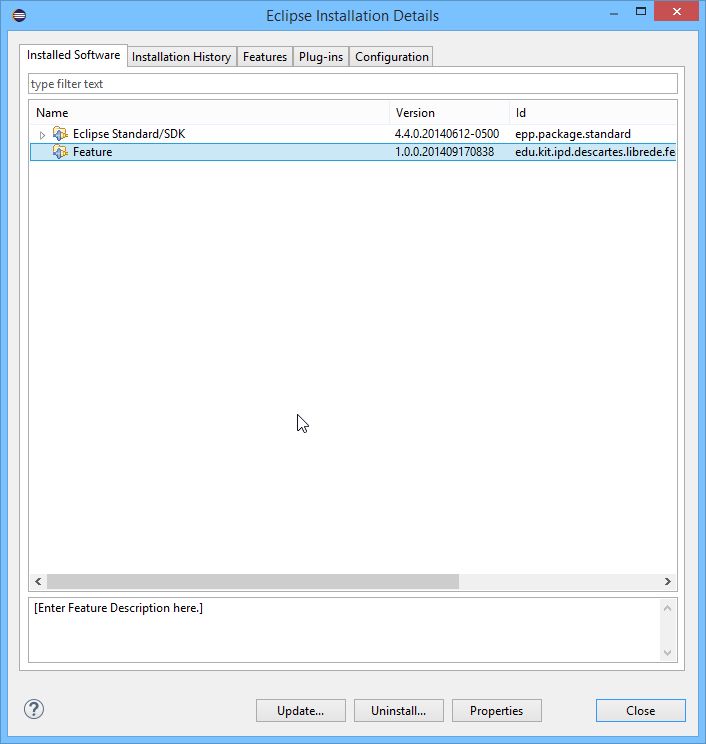 Eclipse Installation Details
Installed Software Installation History Features Plug-ins Configuration
type filter text
Name Version Id
Eclipse Standard/SDK 4.4.0.20140612-0500 epp.package.standard
Feature 1.0.0.201409170838 edu.kit.ipd.descartes.librede.fe
[Enter Feature Description here.]
? Update... Uninstall... Properties Close